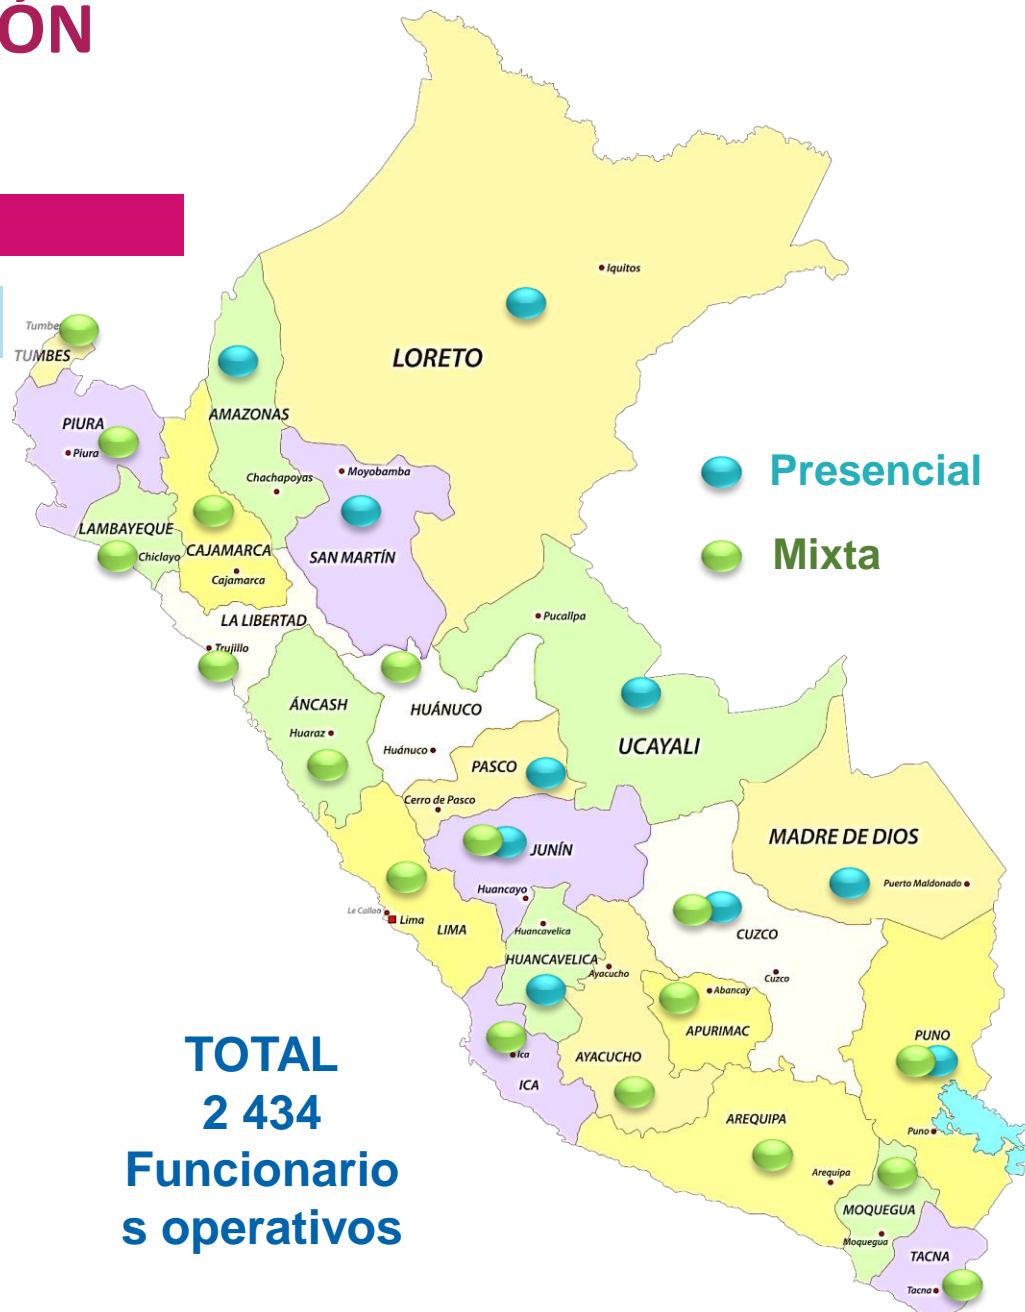 ÓN
Iquitos
LORETO
Tumbe
TUMBES
AMAZONAS
PIURA
Piura
Chachapoyas
Moyobamba
Presencial
LAMBAYEQUE
Chiclayo
CAJAMARCA
Cajamarca
SAN MARTÍN
Mixta
LA LIBERTAD
Trujillo
Pucallpa
ÁNCASH
Huaraz
HUÁNUCO
Huánuco
UCAYALI
PASCO
Cerro de Pasco
MADRE DE DIOS
Puerto Maldonado
JUNÍN
Huancayo
Le Callao
Lima
LIMA
Huancavelica
HUANCAVELICA
Ayacucho
CUZCO
Cuzco
Abancay
APURIMAC
Ica
ICA
AYACUCHO
PUNO
Puno
AREQUIPA
Arequipa
MOQUEGUA
Moquegua
TACNA
Tacna
TOTAL
2 434
Funcionario
s operativos